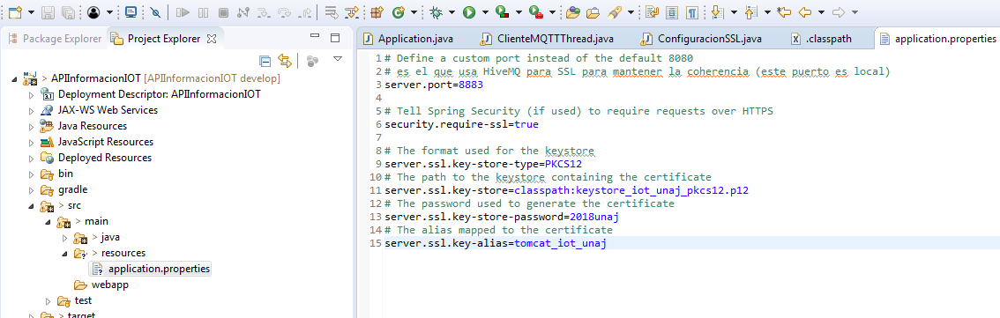 Package Explorer
Project Explorer
> APIInformacionIOT [APIInformacionIOT develop]
Deployment Descriptor: APIInformacionIOT
JAX-WS Web Services
Java Resources
JavaScript Resources
Deployed Resources
bin
gradle
> src
> main
> java
> resources
application.properties
webapp
test
target
Application.java
ClienteMQTTThread.java
ConfiguracionSSL.java
.classpath
application.properties
1 # Define a custom port instead of the default 8080
2 # es el que usa HiveMQ para SSL para mantener la coherencia (este puerto es local)
3 server.port=8883
4
5 # Tell Spring Security (if used) to require requests over HTTPS
6 security.require-ssl=true
7
8 # The format used for the keystore
9 server.ssl.key-store-type=PKCS12
10 # The path to the keystore containing the certificate
11 server.ssl.key-store=classpath:keystore_iot_unaj_pkcs12.p12
12 # The password used to generate the certificate
13 server.ssl.key-store-password=2018unaj
14 # The alias mapped to the certificate
15 server.ssl.key-alias=tomcat_iot_unaj